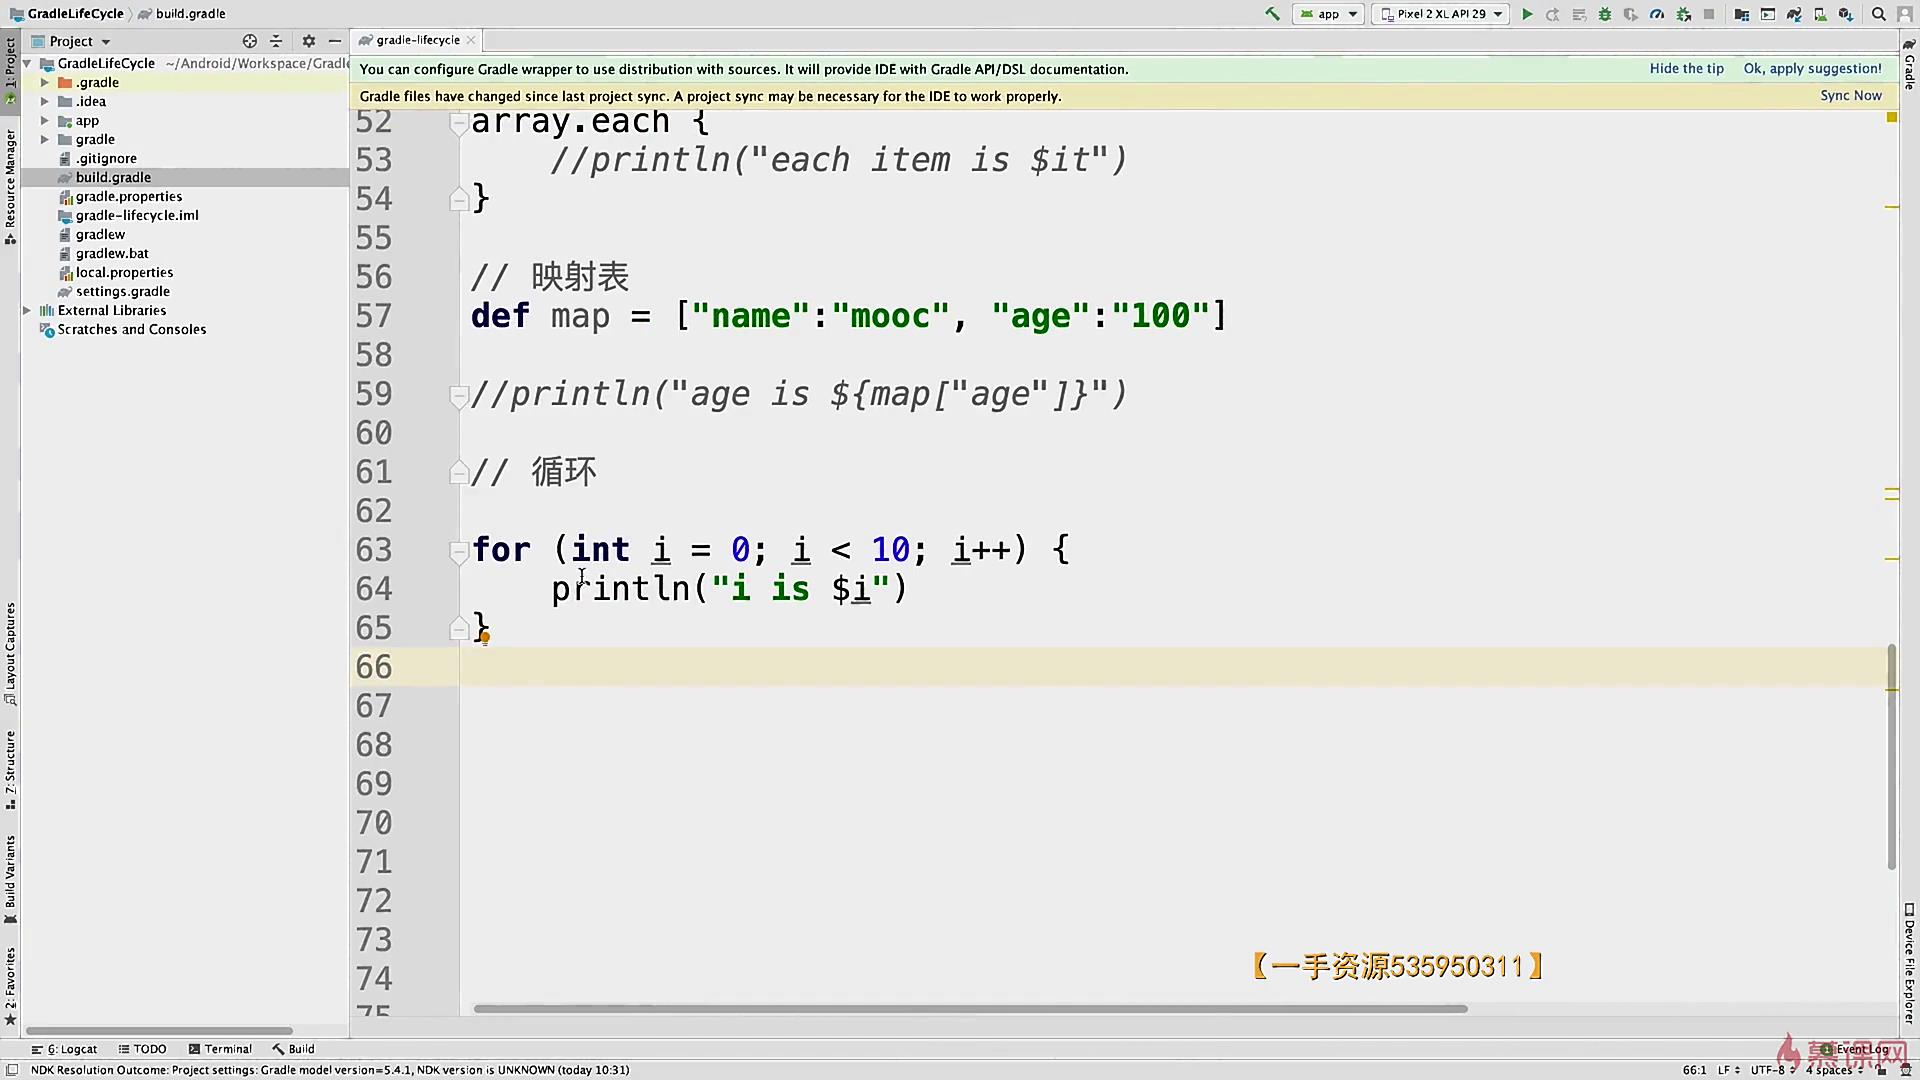 GradleLifeCycle build.gradle
app Pixel 2 XL API 29
Project
gradle-lifecycle
GradleLifeCycle ~/Android/Workspace/Gradle
.gradle
.idea
app
gradle
.gitignore
build.gradle
gradle.properties
gradle-lifecycle.iml
gradlew
gradlew.bat
local.properties
settings.gradle
External Libraries
Scratches and Consoles
1: Project
Resource Manager
Layout Captures
7: Structure
Build Variants
2: Favorites
You can configure Gradle wrapper to use distribution with sources. It will provide IDE with Gradle API/DSL documentation. Hide the tip Ok, apply suggestion!
Gradle files have changed since last project sync. A project sync may be necessary for the IDE to work properly. Sync Now
52 array.each {
53 //println("each item is $it")
54 }
55
56 // 映射表
57 def map = ["name":"mooc", "age":"100"]
58
59 //println("age is ${map["age"]}")
60
61 // 循环
62
63 for (int i = 0; i < 10; i++) {
64 println("i is $i")
65 }
66
67
68
69
70
71
72
73
74
75
【一手资源535950311】
Gradle
Device File Explorer
6: Logcat TODO Terminal Build Event Log
慕课网
NDK Resolution Outcome: Project settings: Gradle model version=5.4.1, NDK version is UNKNOWN (today 10:31) 66:1 LF UTF-8 4 spaces